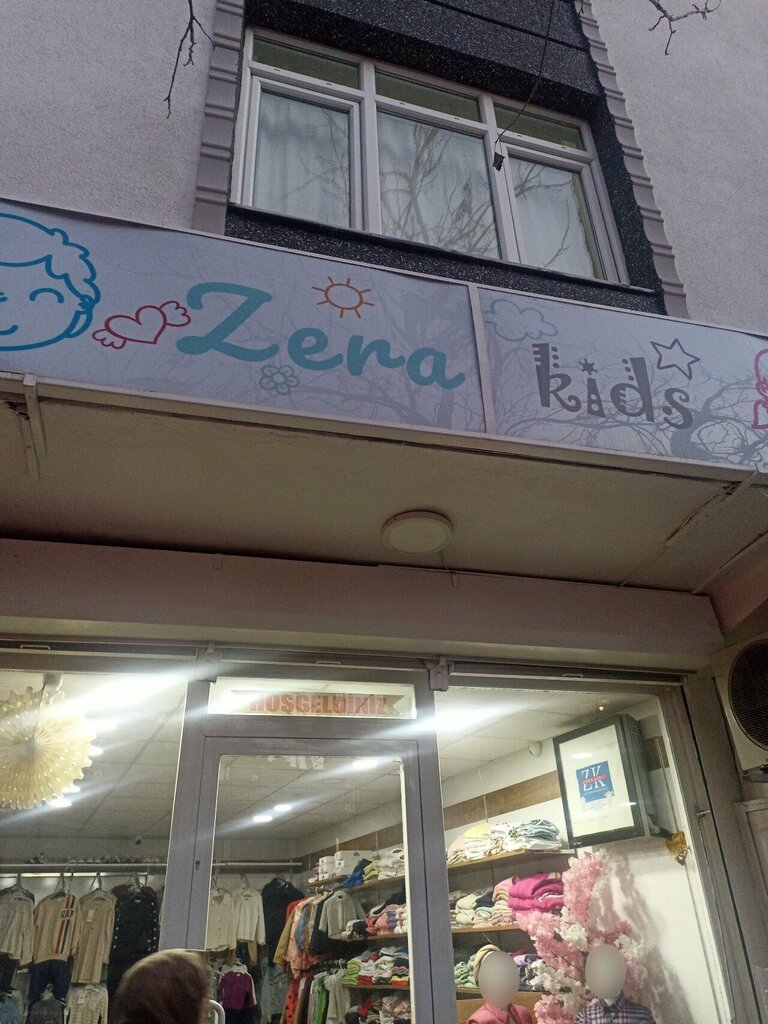 Zera kids
HOŞGELDİNİZ
ZK
GAP